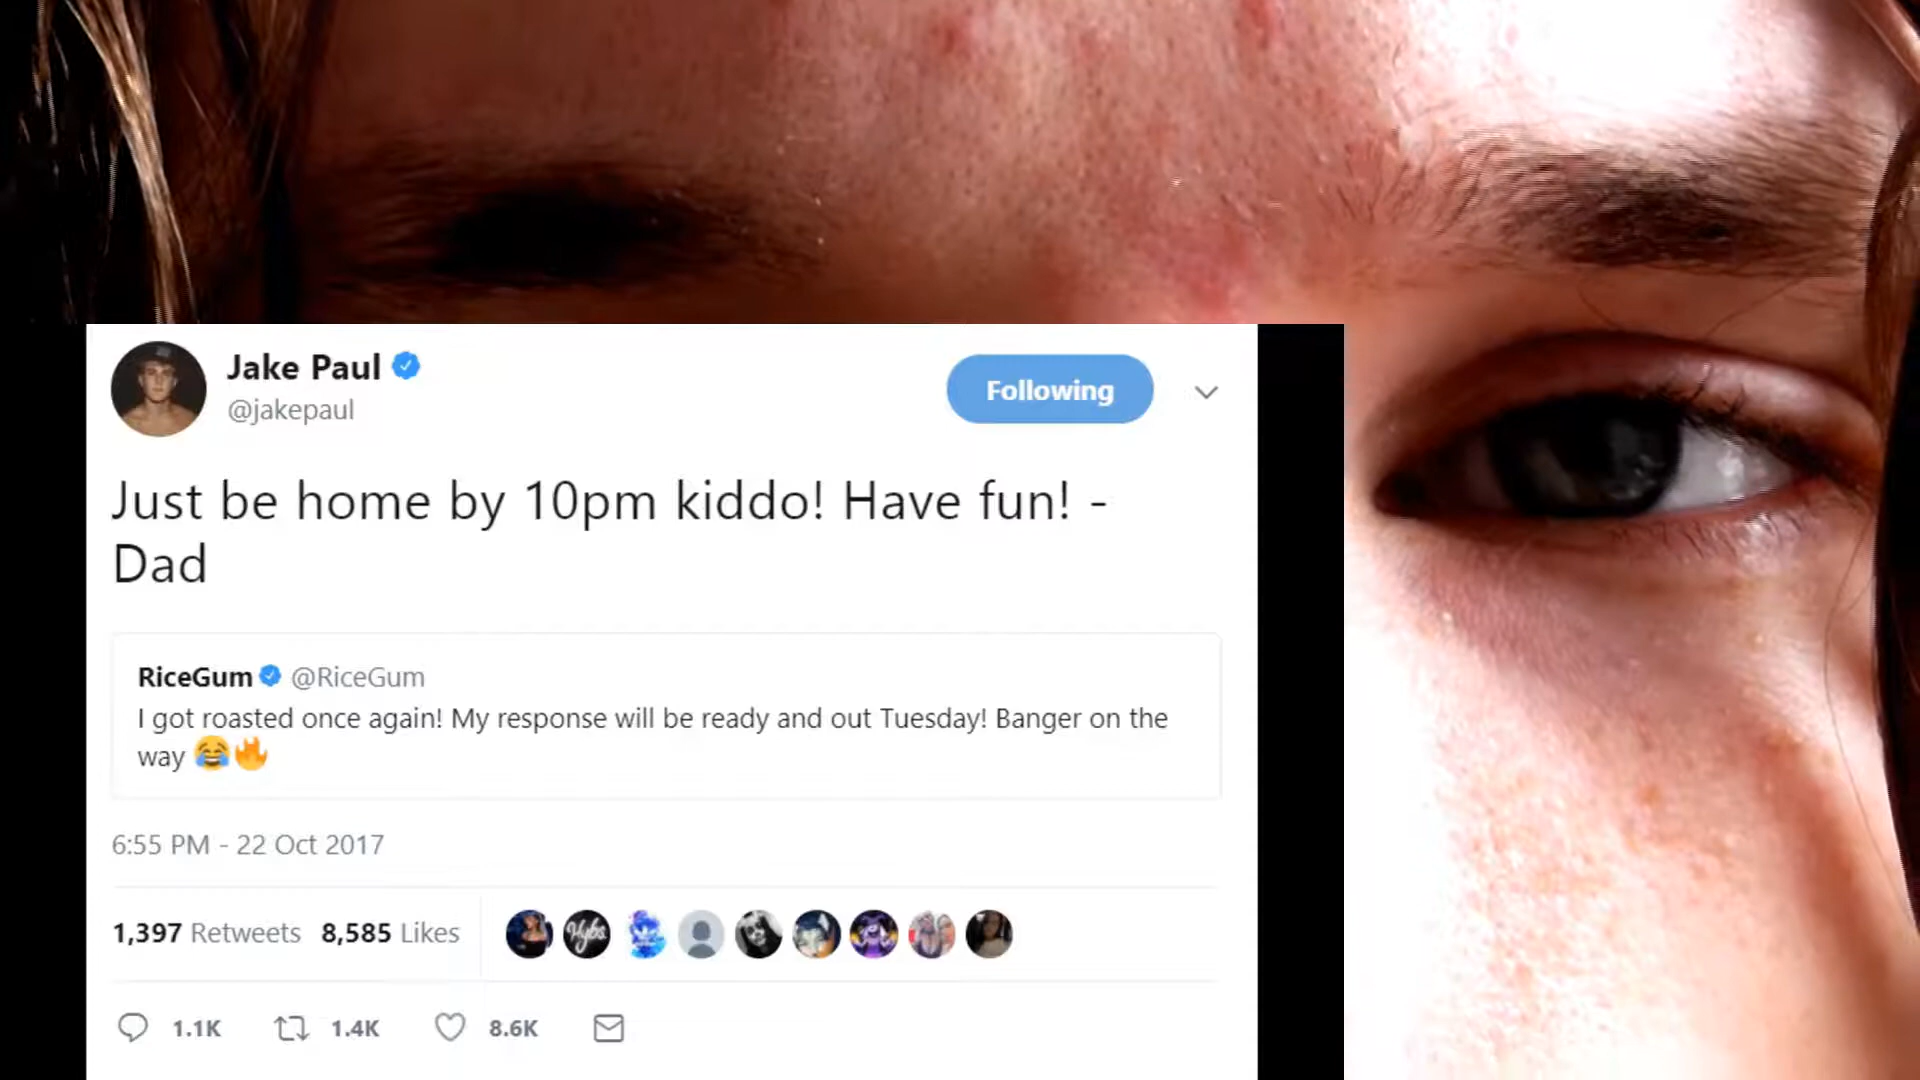 Jake Paul
@jakepaul
Following
Just be home by 10pm kiddo! Have fun! -
Dad
RiceGum @RiceGum
I got roasted once again! My response will be ready and out Tuesday! Banger on the
way 😂🔥
6:55 PM - 22 Oct 2017
1,397 Retweets 8,585 Likes
Vybs
1.1K 1.4K 8.6K